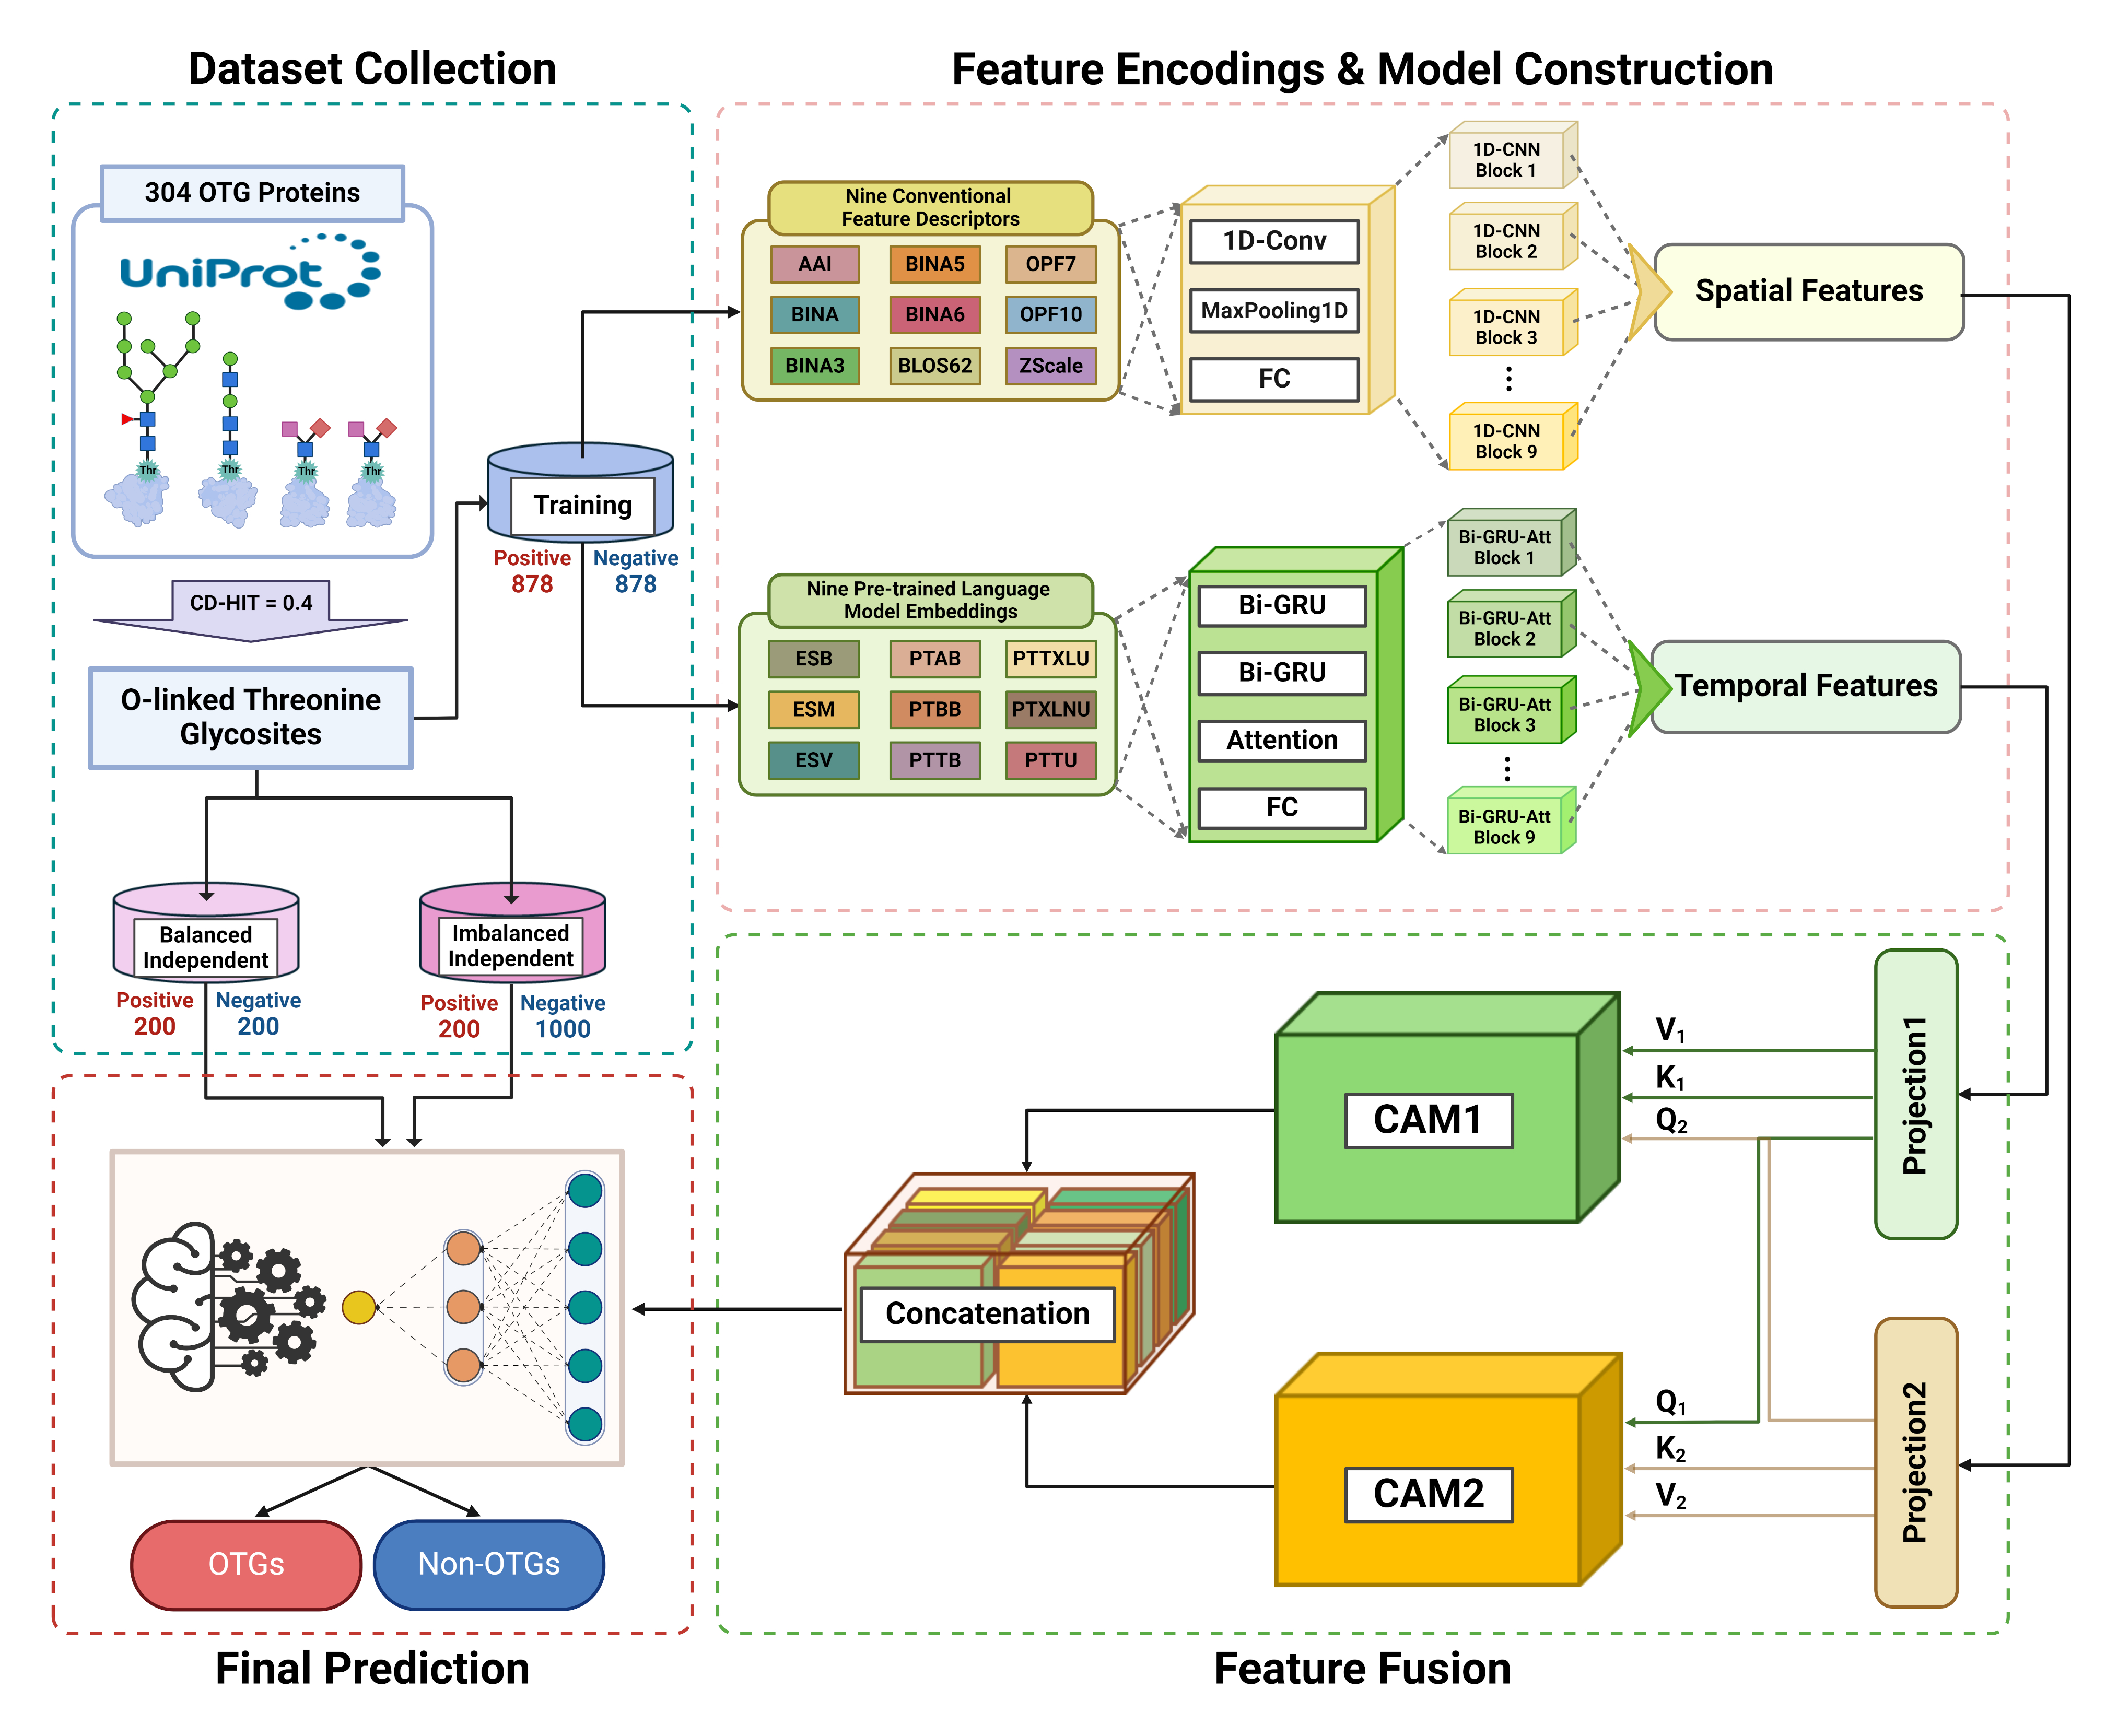 Dataset Collection
304 OTG Proteins
UniProt
Thr
Thr
Thr
Thr
CD-HIT = 0.4
O-linked Threonine
Glycosites
Training
Positive
878
Negative
878
Balanced
Independent
Positive
200
Negative
200
Imbalanced
Independent
Positive
200
Negative
1000
Feature Encodings & Model Construction
Nine Conventional
Feature Descriptors
AAI
BINA5
OPF7
BINA
BINA6
OPF10
BINA3
BLOS62
ZScale
1D-Conv
MaxPooling1D
FC
1D-CNN
Block 1
1D-CNN
Block 2
1D-CNN
Block 3
1D-CNN
Block 9
Spatial Features
Nine Pre-trained Language
Model Embeddings
ESB
PTAB
PTTXLU
ESM
PTBB
PTXLNU
ESV
PTTB
PTTU
Bi-GRU
Bi-GRU
Attention
FC
Bi-GRU-Att
Block 1
Bi-GRU-Att
Block 2
Bi-GRU-Att
Block 3
Bi-GRU-Att
Block 9
Temporal Features
Projection1
V₁
K₁
Q₂
CAM1
Projection2
Q₁
K₂
V₂
CAM2
Concatenation
Feature Fusion
OTGs
Non-OTGs
Final Prediction